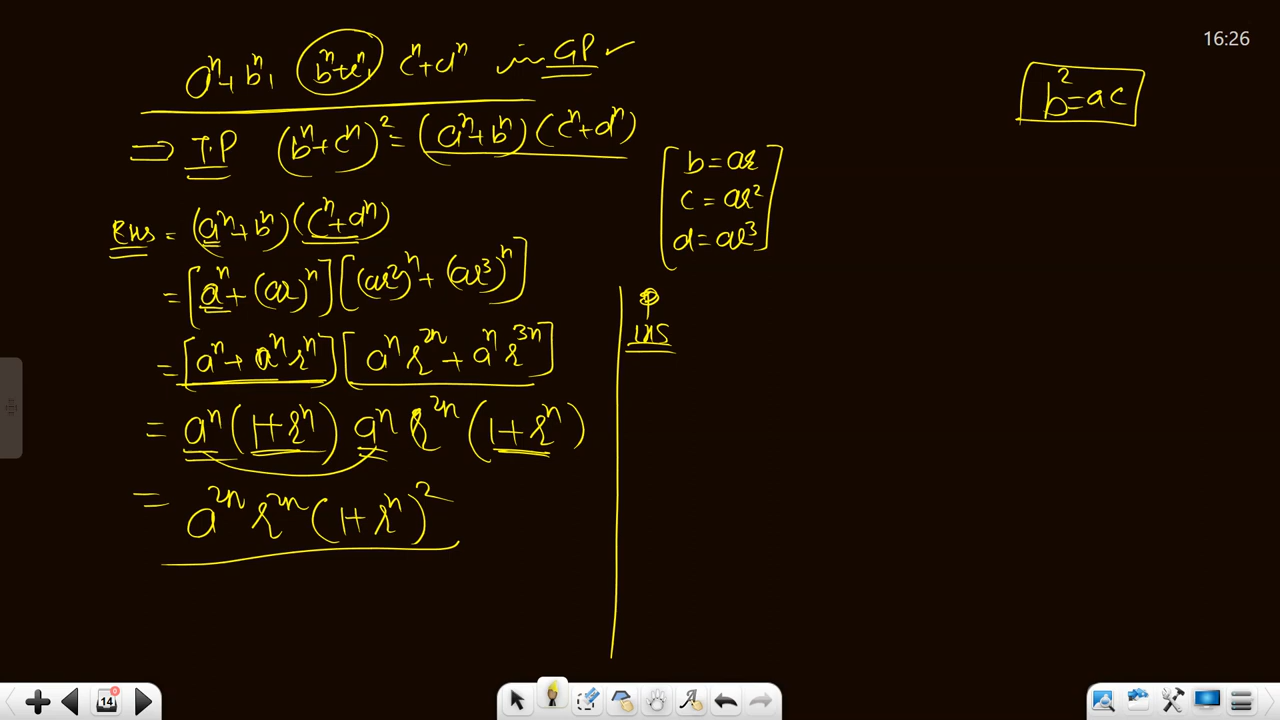 16:26
aⁿ+bⁿ, bⁿ+cⁿ, cⁿ+dⁿ in GP ✓
b²=ac
⇒ T.P (bⁿ+cⁿ)²=(aⁿ+bⁿ)(cⁿ+dⁿ)
b=ar
c=ar²
d=ar³
RHS = (aⁿ+bⁿ)(cⁿ+dⁿ)
= [aⁿ+(ar)ⁿ][(ar²)ⁿ+(ar³)ⁿ]
= [aⁿ+aⁿrⁿ][aⁿr²ⁿ+aⁿr³ⁿ]
= aⁿ(1+rⁿ) aⁿ r²ⁿ(1+rⁿ)
= a²ⁿr²ⁿ(1+rⁿ)²
LHS
14